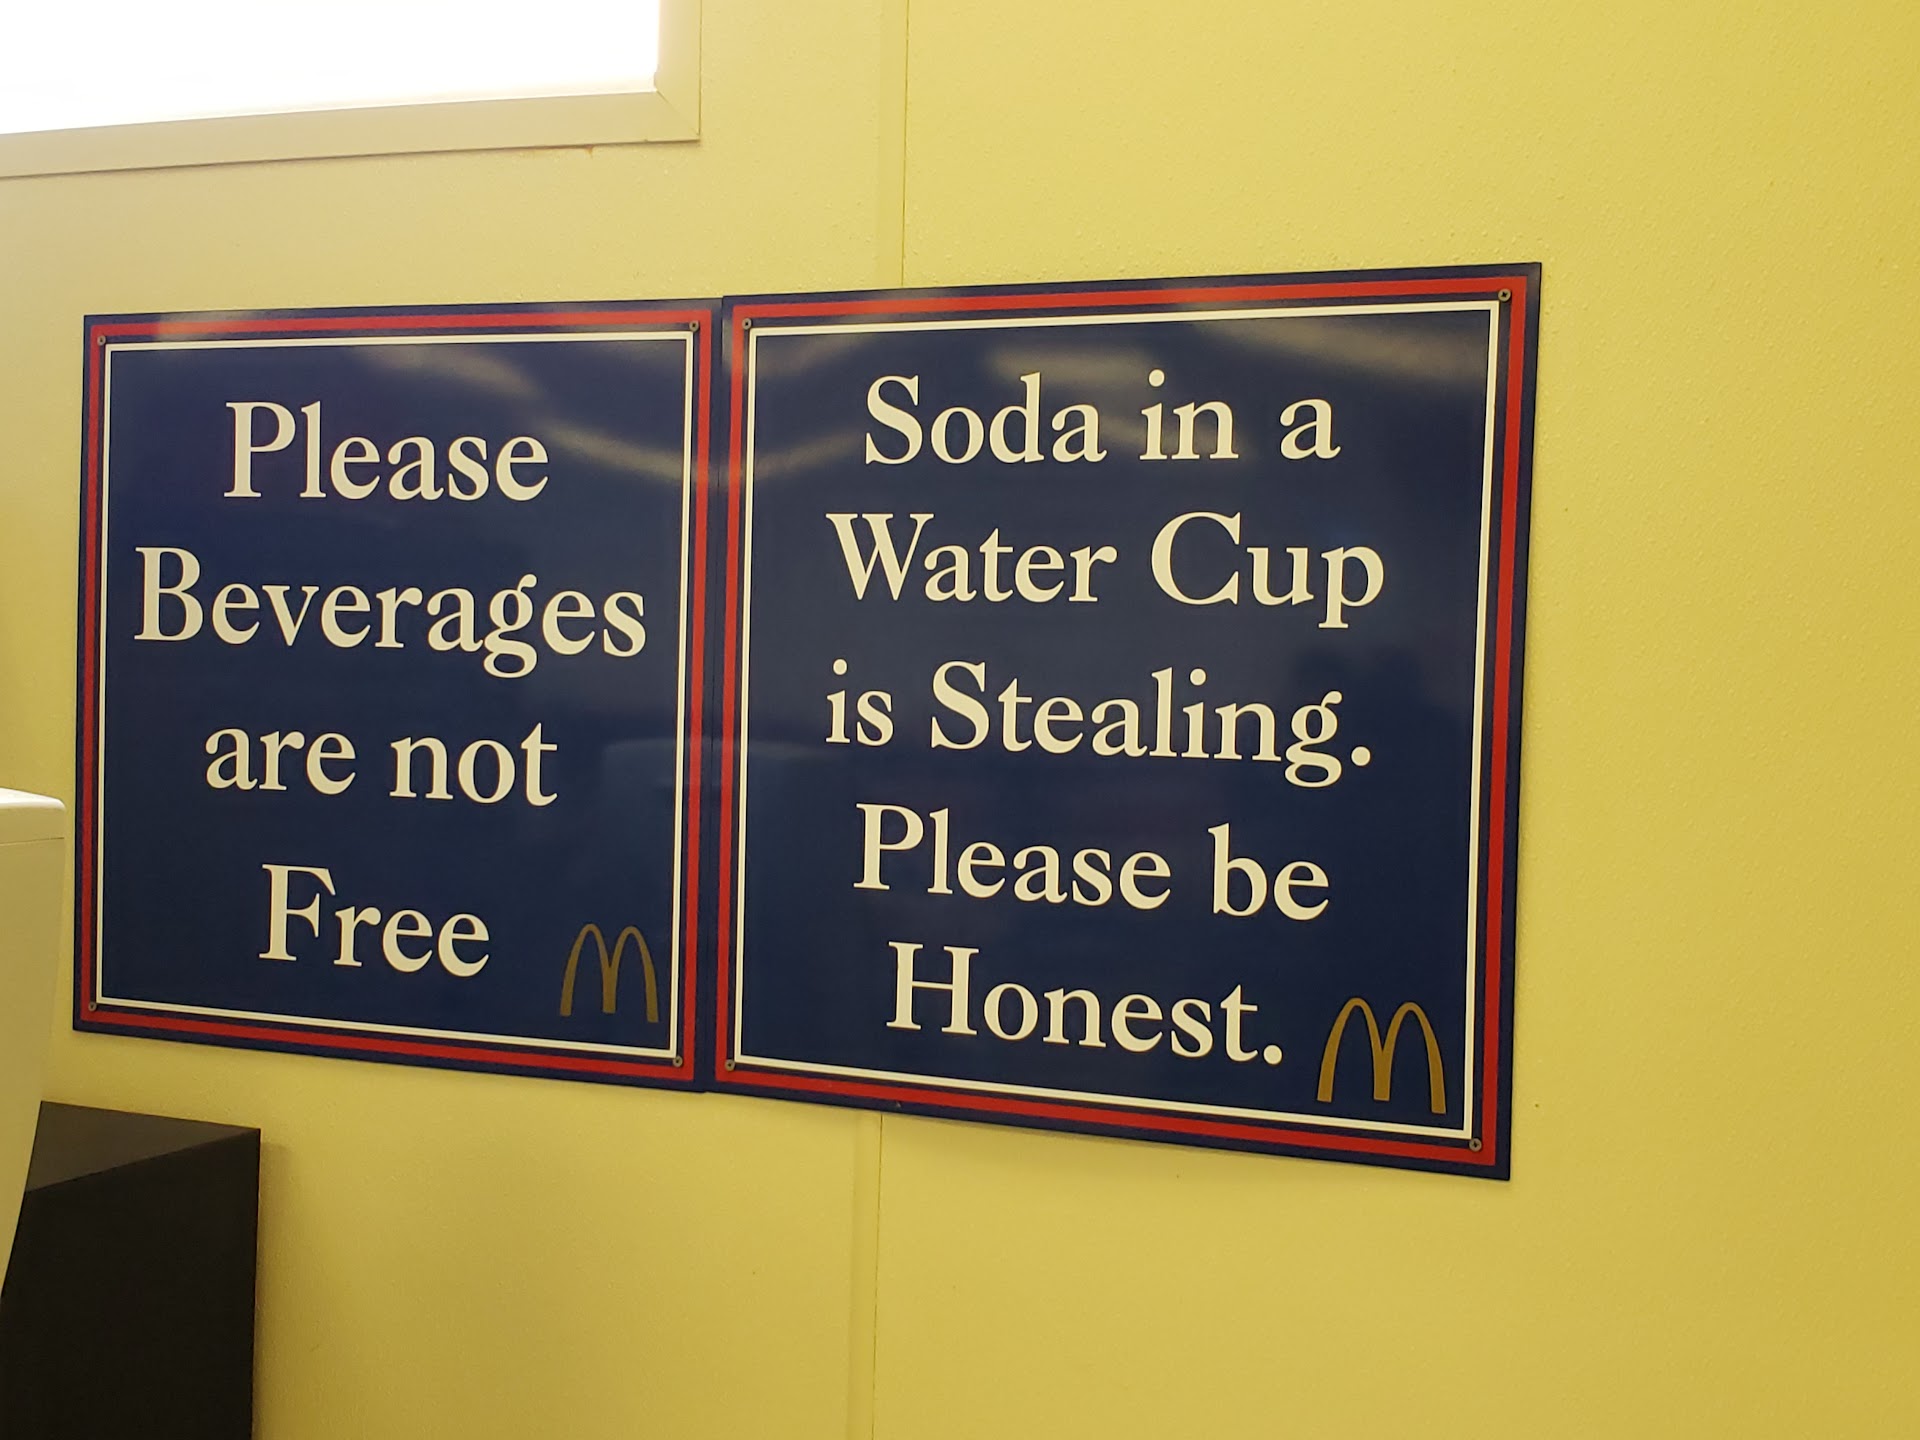 Please
Beverages
are not
Free
Soda in a
Water Cup
is Stealing.
Please be
Honest.